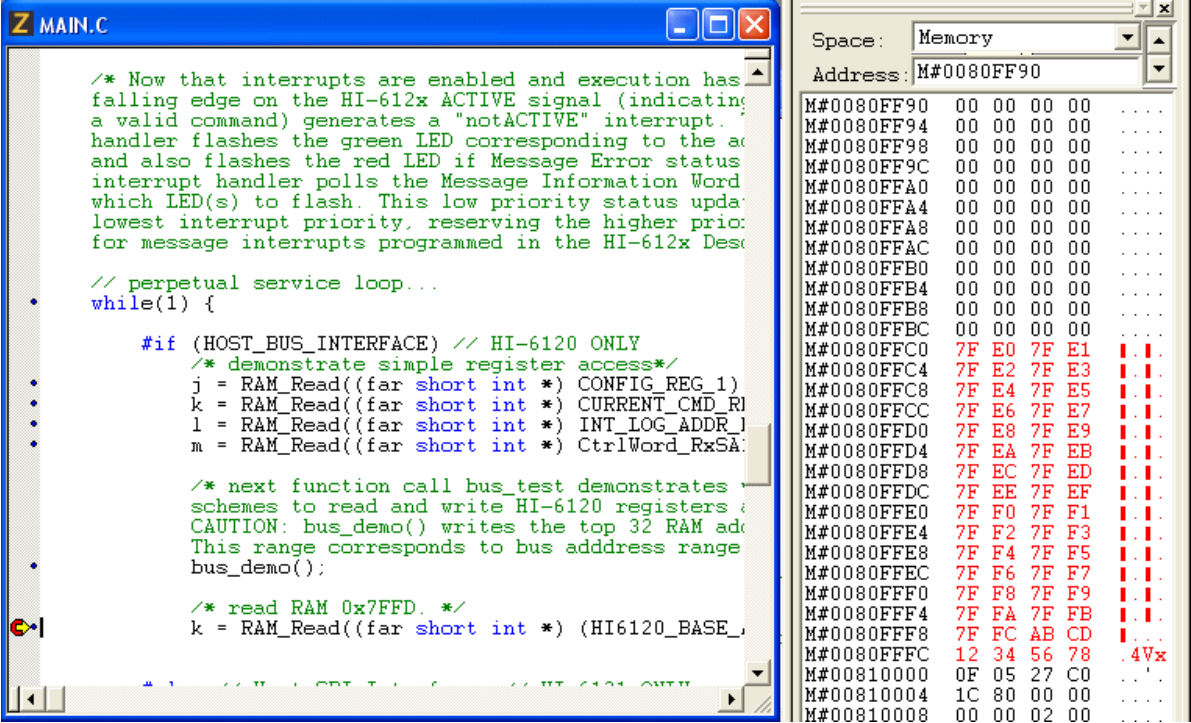 MAIN.C
/* Now that interrupts are enabled and execution has
falling edge on the HI-612x ACTIVE signal (indicating
a valid command) generates a "notACTIVE" interrupt.
handler flashes the green LED corresponding to the
and also flashes the red LED if Message Error status
interrupt handler polls the Message Information Word
which LED(s) to flash. This low priority status
lowest interrupt priority, reserving the higher
for message interrupts programmed in the HI-612x
// perpetual service loop...
while(1) {
#if (HOST_BUS_INTERFACE) // HI-6120 ONLY
/* demonstrate simple register access*/
j = RAM_Read((far short int *) CONFIG_REG_1)
k = RAM_Read((far short int *)
l = RAM_Read((far short int *)
m = RAM_Read((far short int *)
/* next function call bus_test demonstrates
schemes to read and write HI-6120 registers
CAUTION: bus_demo() writes the top 32 RAM
This range corresponds to bus adddress range
bus_demo();
/* read RAM 0x7FFD. */
k = RAM_Read((far short int *)
Space: Memory
Address: M#0080FF90
M#0080FF90 00 00 00 00 ....
M#0080FF94 00 00 00 00 ....
M#0080FF98 00 00 00 00 ....
M#0080FF9C 00 00 00 00 ....
M#0080FFA0 00 00 00 00 ....
M#0080FFA4 00 00 00 00 ....
M#0080FFA8 00 00 00 00 ....
M#0080FFAC 00 00 00 00 ....
M#0080FFB0 00 00 00 00 ....
M#0080FFB4 00 00 00 00 ....
M#0080FFB8 00 00 00 00 ....
M#0080FFBC 00 00 00 00 ....
M#0080FFC0 7F E0 7F E1
M#0080FFC4 7F E2 7F E3
M#0080FFC8 7F E4 7F E5
M#0080FFCC 7F E6 7F E7
M#0080FFD0 7F E8 7F E9
M#0080FFD4 7F EA 7F EB
M#0080FFD8 7F EC 7F ED
M#0080FFDC 7F EE 7F EF
M#0080FFE0 7F F0 7F F1
M#0080FFE4 7F F2 7F F3
M#0080FFE8 7F F4 7F F5
M#0080FFEC 7F F6 7F F7
M#0080FFF0 7F F8 7F F9
M#0080FFF4 7F FA 7F FB
M#0080FFF8 7F FC AB CD
M#0080FFFC 12 34 56 78 .4Vx
M#00810000 0F 05 27 C0 ..'.
M#00810004 1C 80 00 00 ....
M#00810008 00 00 02 00 ....